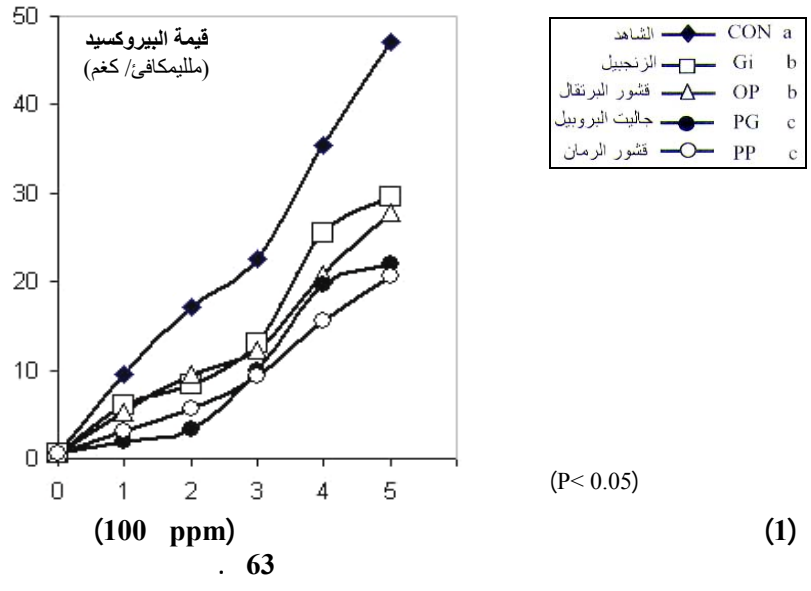 50
40
30
20
10
0
0 1 2 3 4 5
قيمة البيروكسيد
(ملليمكافئ/ كغم)
الشاهد CON a
الزنجبيل Gi b
قشور البرتقال OP b
جاليت البروبيل PG c
قشور الرمان PP c
(P< 0.05)
(1) (100 ppm)
63 .